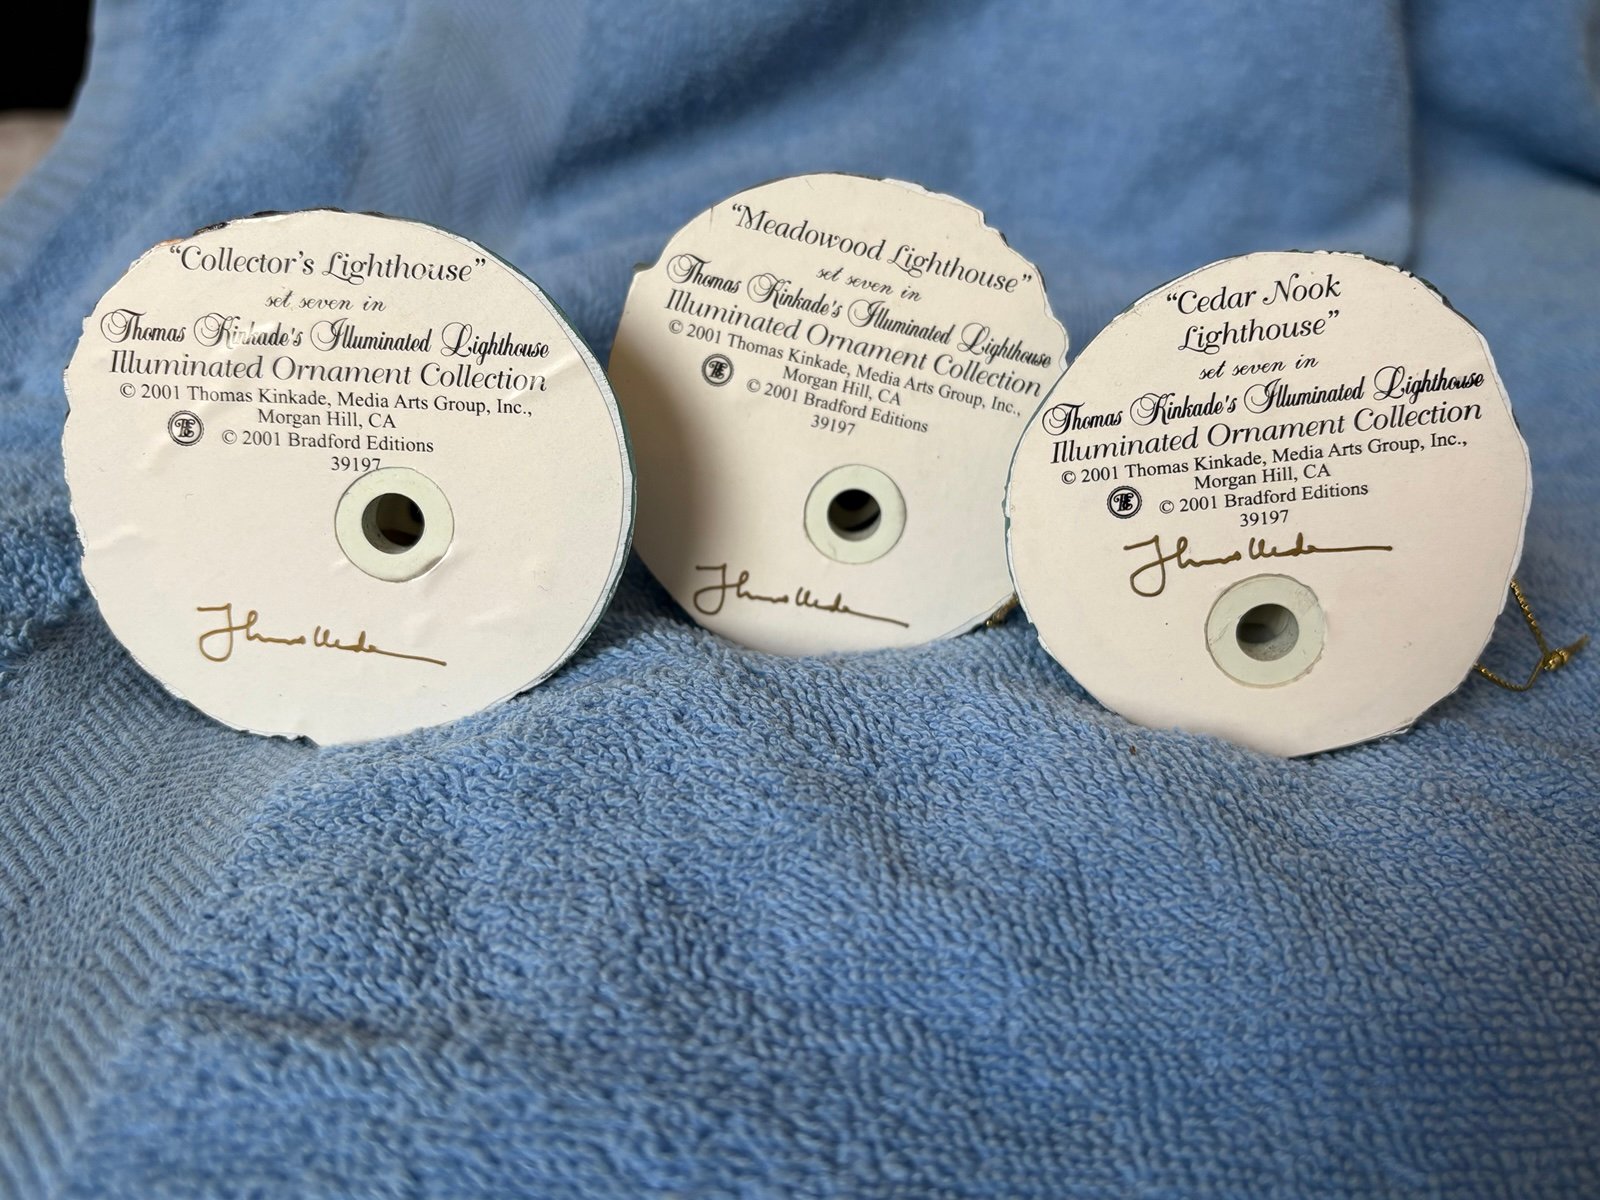 “Collector’s Lighthouse”
set seven in
Thomas Kinkade's Illuminated Lighthouse
Illuminated Ornament Collection
© 2001 Thomas Kinkade, Media Arts Group, Inc.,
Morgan Hill, CA
© 2001 Bradford Editions
39197
“Meadowood Lighthouse”
set seven in
Thomas Kinkade's Illuminated Lighthouse
Illuminated Ornament Collection
© 2001 Thomas Kinkade, Media Arts Group, Inc.,
Morgan Hill, CA
© 2001 Bradford Editions
39197
“Cedar Nook
Lighthouse”
set seven in
Thomas Kinkade's Illuminated Lighthouse
Illuminated Ornament Collection
© 2001 Thomas Kinkade, Media Arts Group, Inc.,
Morgan Hill, CA
© 2001 Bradford Editions
39197